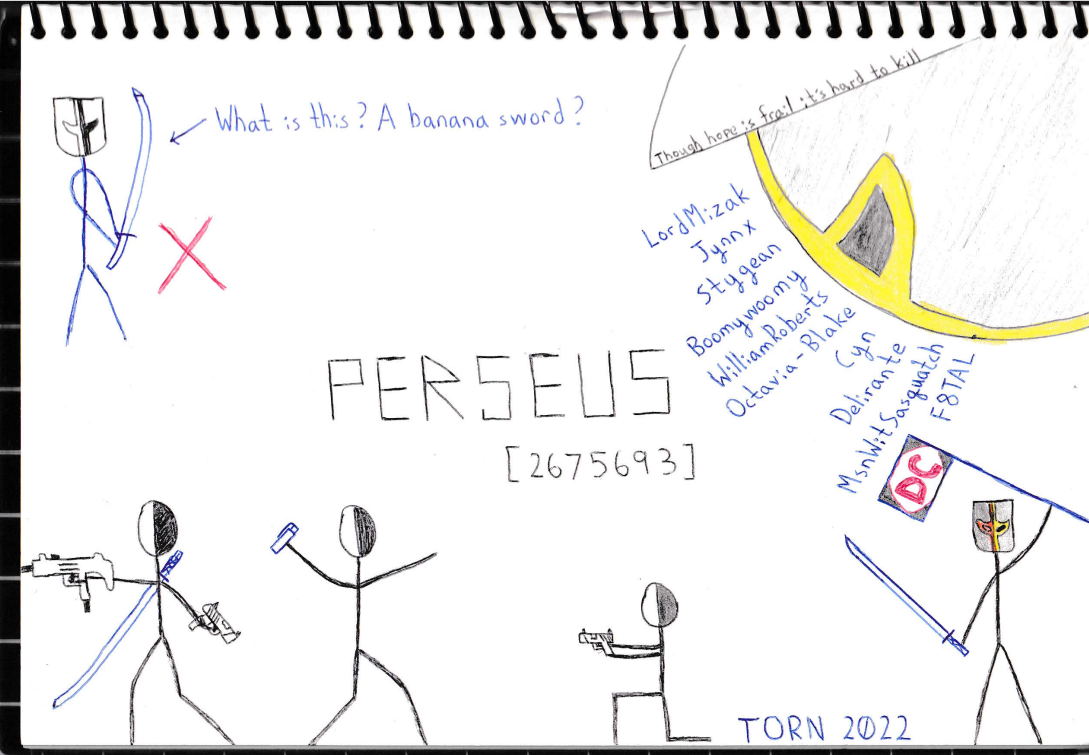 What is this? A banana sword?
Though hope is frail it's hard to kill
LordMizak
Jynnx
Stygean
Boomywoomy
WilliamRoberts
Octavia-Blake
Cyn
Delirante
MsnWitSasquatch
F8TAL
PERSEUS
[2675693]
DC
TORN 2022